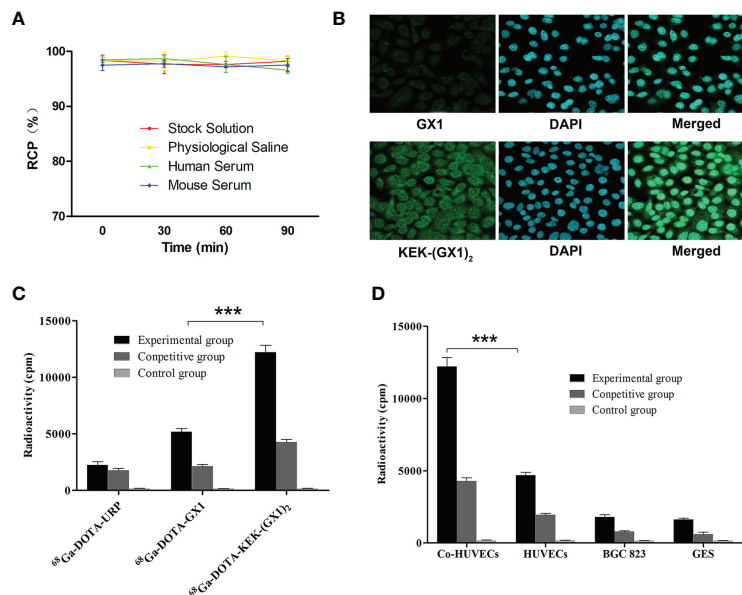 A
RCP (%)
100
90
80
70
Stock Solution
Physiological Saline
Human Serum
Mouse Serum
0 30 60 90
Time (min)
B
GX1 DAPI Merged
KEK-(GX1)₂ DAPI Merged
C
Radioactivity (cpm)
15000
10000
5000
0
***
Experimental group
Conpetitive group
Control group
⁶⁸Ga-DOTA-URP
⁶⁸Ga-DOTA-GX1
⁶⁸Ga-DOTA-KEK-(GX1)₂
D
Radioactivity (cpm)
15000
10000
5000
0
***
Experimental group
Conpetitive group
Control group
Co-HUVECs HUVECs BGC 823 GES